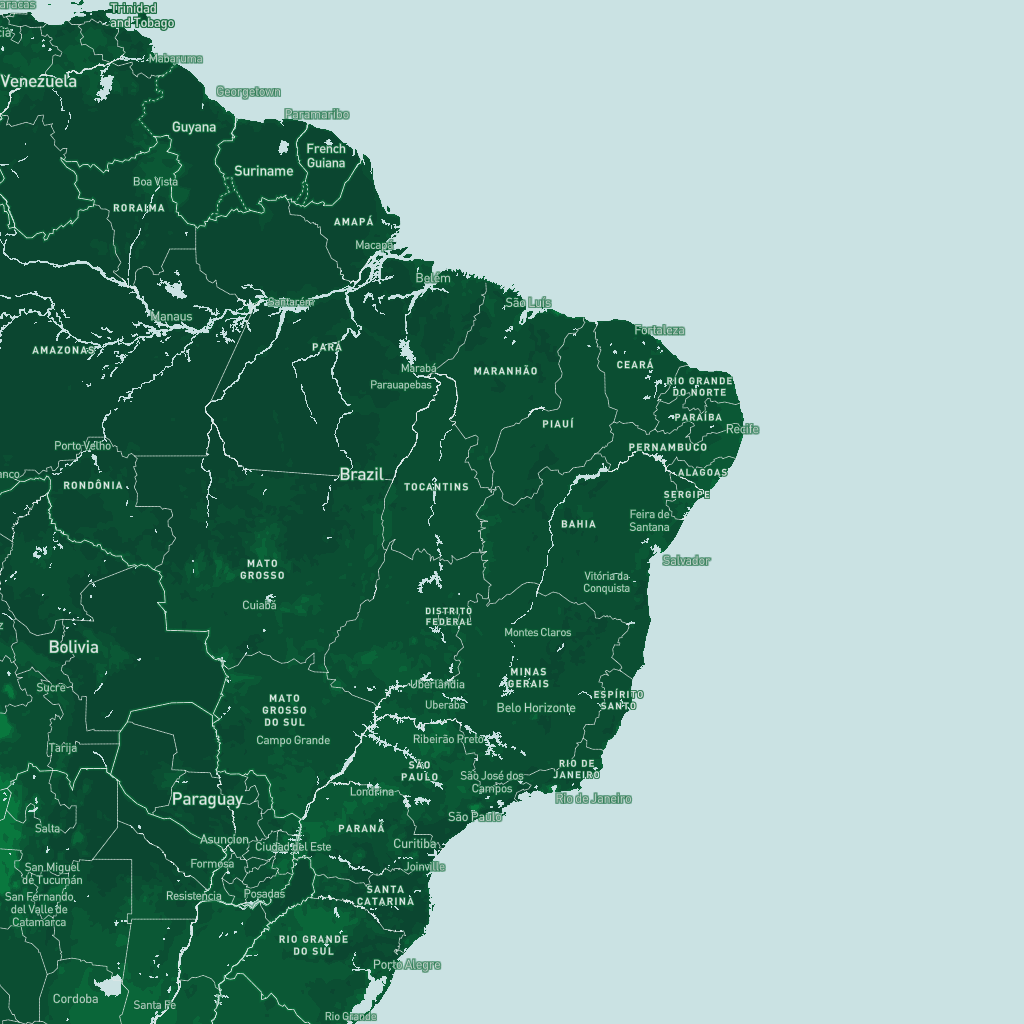 aracas
Trinidad
and Tobago
cia
Mabaruma
Venezuela
Georgetown
Paramaribo
Guyana
French
Guiana
Suriname
Boa Vista
RORAIMA
AMAPÁ
Macapá
Belém
Santarém
São Luís
Manaus
Fortaleza
AMAZONAS
PARÁ
MARANHÃO
CEARÁ
Marabá
Parauapebas
RIO GRANDE
DO NORTE
PARAÍBA
PIAUÍ
Recife
Porto Velho
PERNAMBUCO
anco
Brazil
ALAGOAS
RONDÔNIA
TOCANTINS
SERGIPE
Feira de
Santana
BAHIA
Salvador
MATO
GROSSO
Vitória da
Conquista
Cuiabá
DISTRITO
FEDERAL
z
Montes Claros
Bolivia
MINAS
GERAIS
Sucre
Uberlândia
ESPÍRITO
SANTO
MATO
GROSSO
DO SUL
Uberaba
Belo Horizonte
Campo Grande
Ribeirão Preto
Tarija
SÃO
PAULO
RIO DE
JANEIRO
São José dos
Campos
Londrina
Paraguay
Rio de Janeiro
São Paulo
Salta
PARANÁ
Asuncion
Ciudad del Este
Curitiba
Formosa
Joinville
San Miguel
de Tucumán
San Fernando
del Valle de
Catamarca
Resistencia
Posadas
SANTA
CATARINÀ
RIO GRANDE
DO SUL
Porto Alegre
Cordoba
Santa Fe
Rio Grande